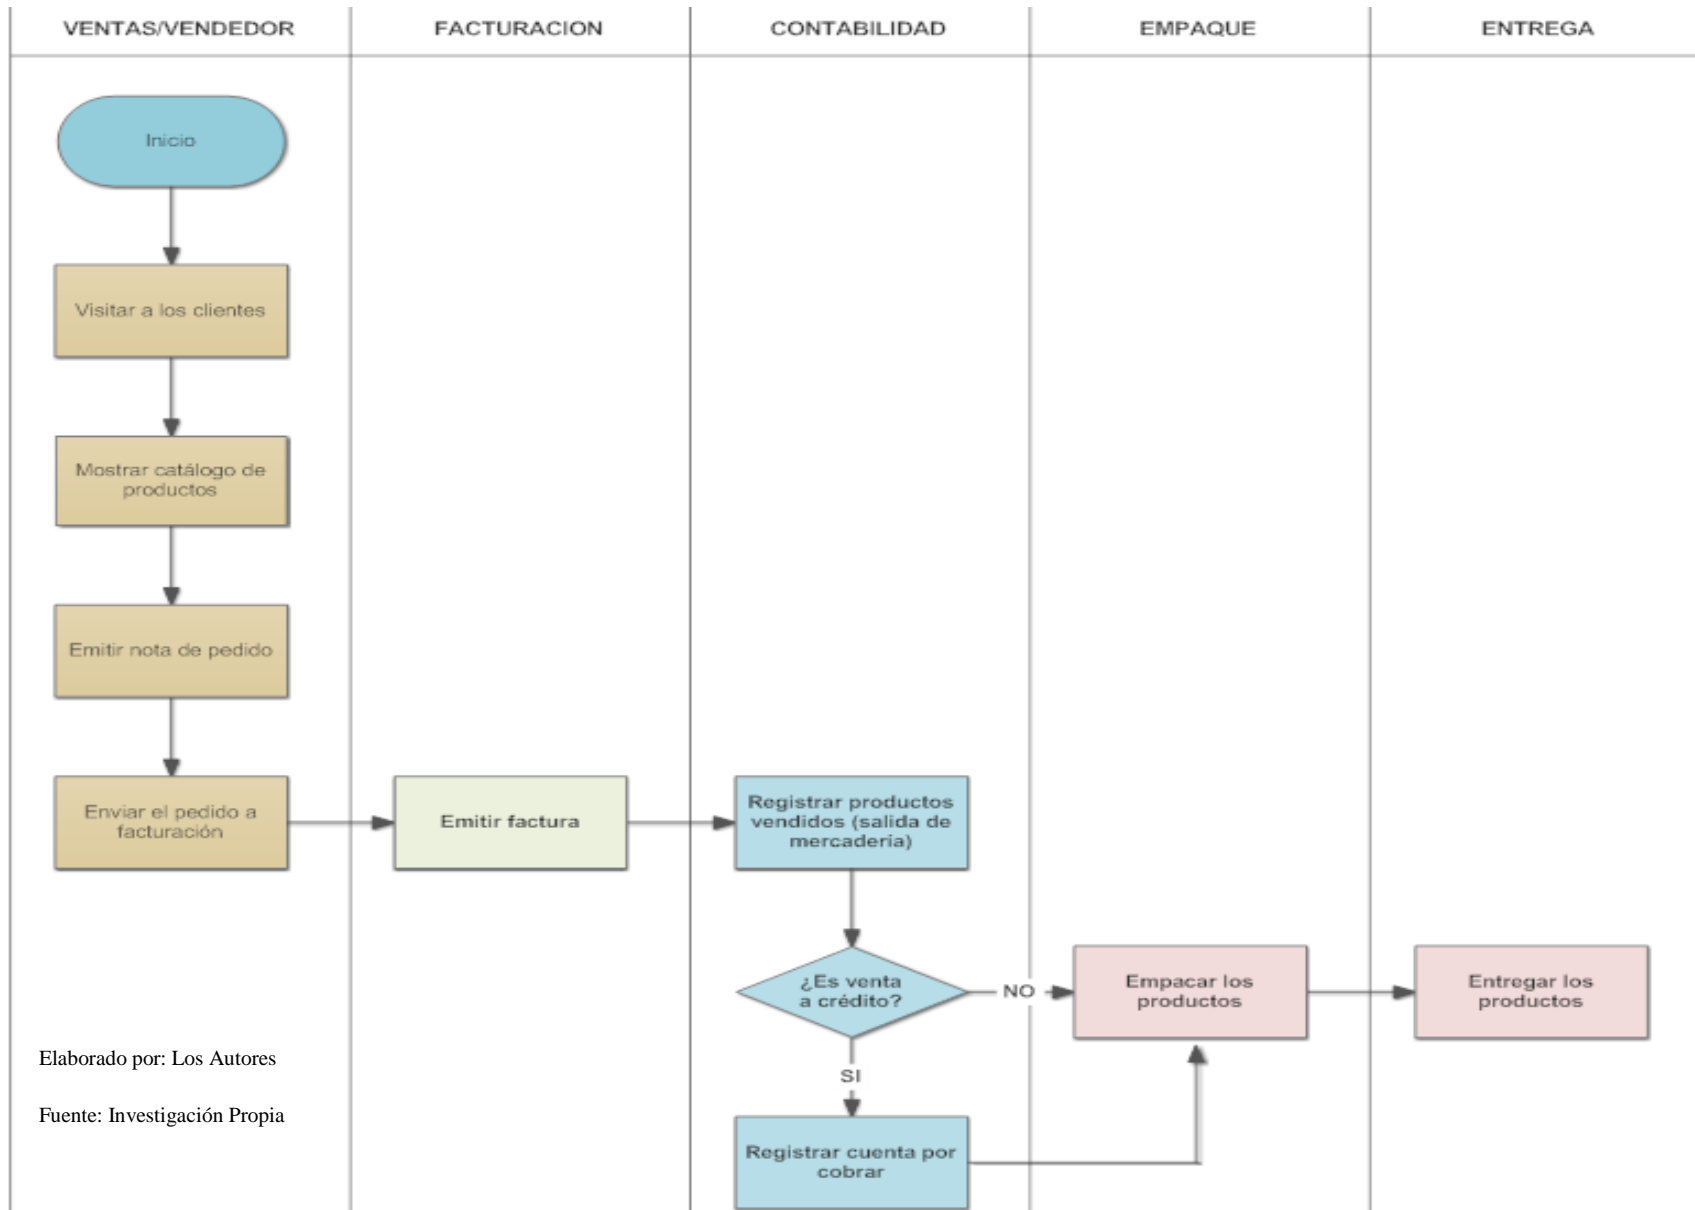 VENTAS/VENDEDOR
FACTURACION
CONTABILIDAD
EMPAQUE
ENTREGA
Inicio
Visitar a los clientes
Mostrar catálogo de
productos
Emitir nota de pedido
Enviar el pedido a
facturación
Emitir factura
Registrar productos
vendidos (salida de
mercadería)
¿Es venta
a crédito?
NO
Empacar los
productos
Entregar los
productos
SI
Registrar cuenta por
cobrar
Elaborado por: Los Autores
Fuente: Investigación Propia